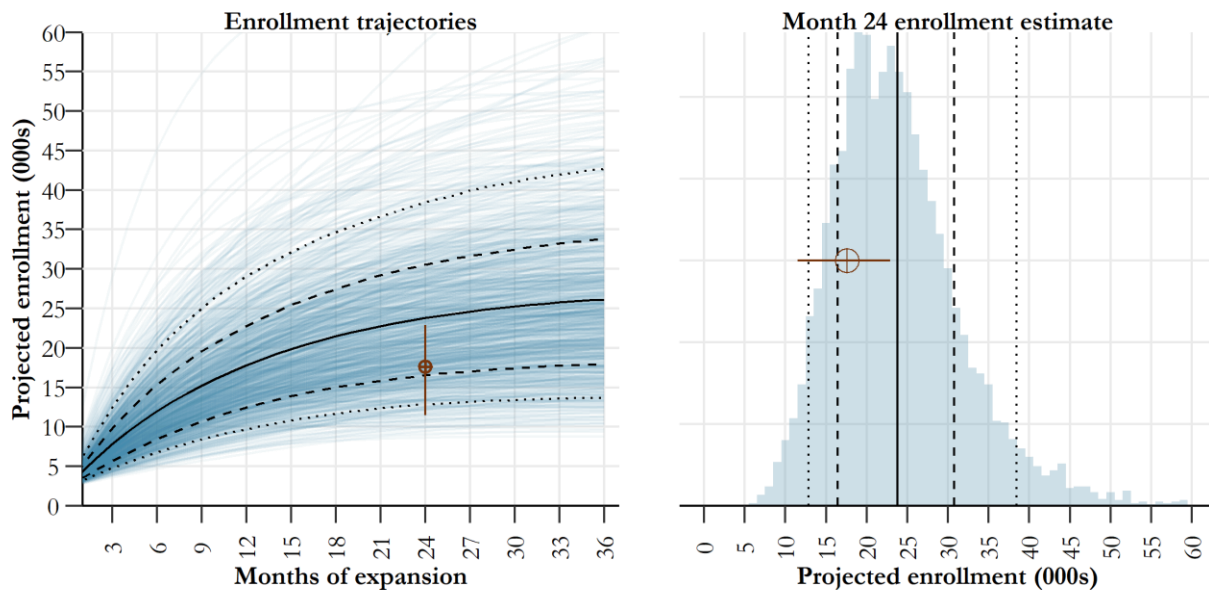 Enrollment trajectories
Projected enrollment (000s)
60
55
50
45
40
35
30
25
20
15
10
5
0
3 6 9 12 15 18 21 24 27 30 33 36
Months of expansion
Month 24 enrollment estimate
0 5 10 15 20 25 30 35 40 45 50 55 60
Projected enrollment (000s)